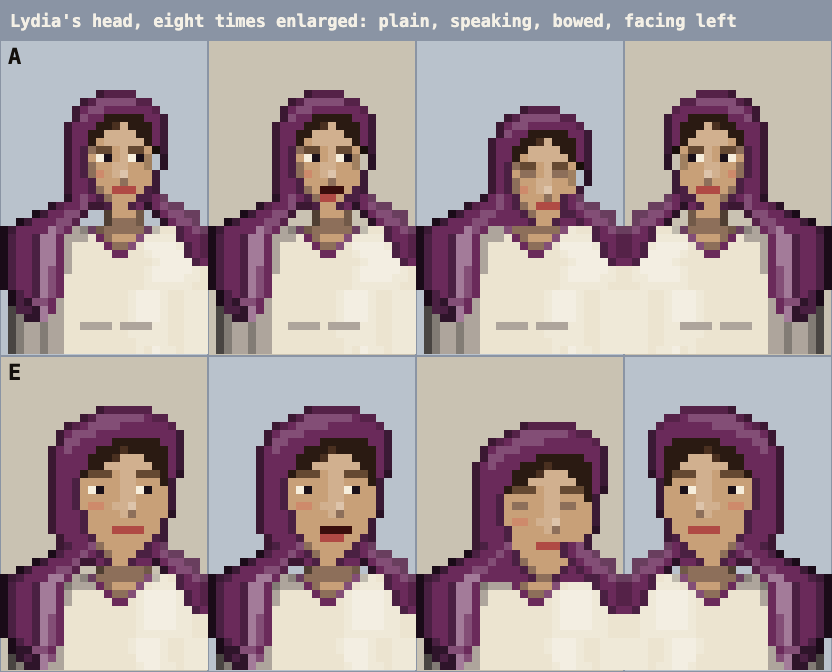 Lydia's head, eight times enlarged: plain, speaking, bowed, facing left
A
E